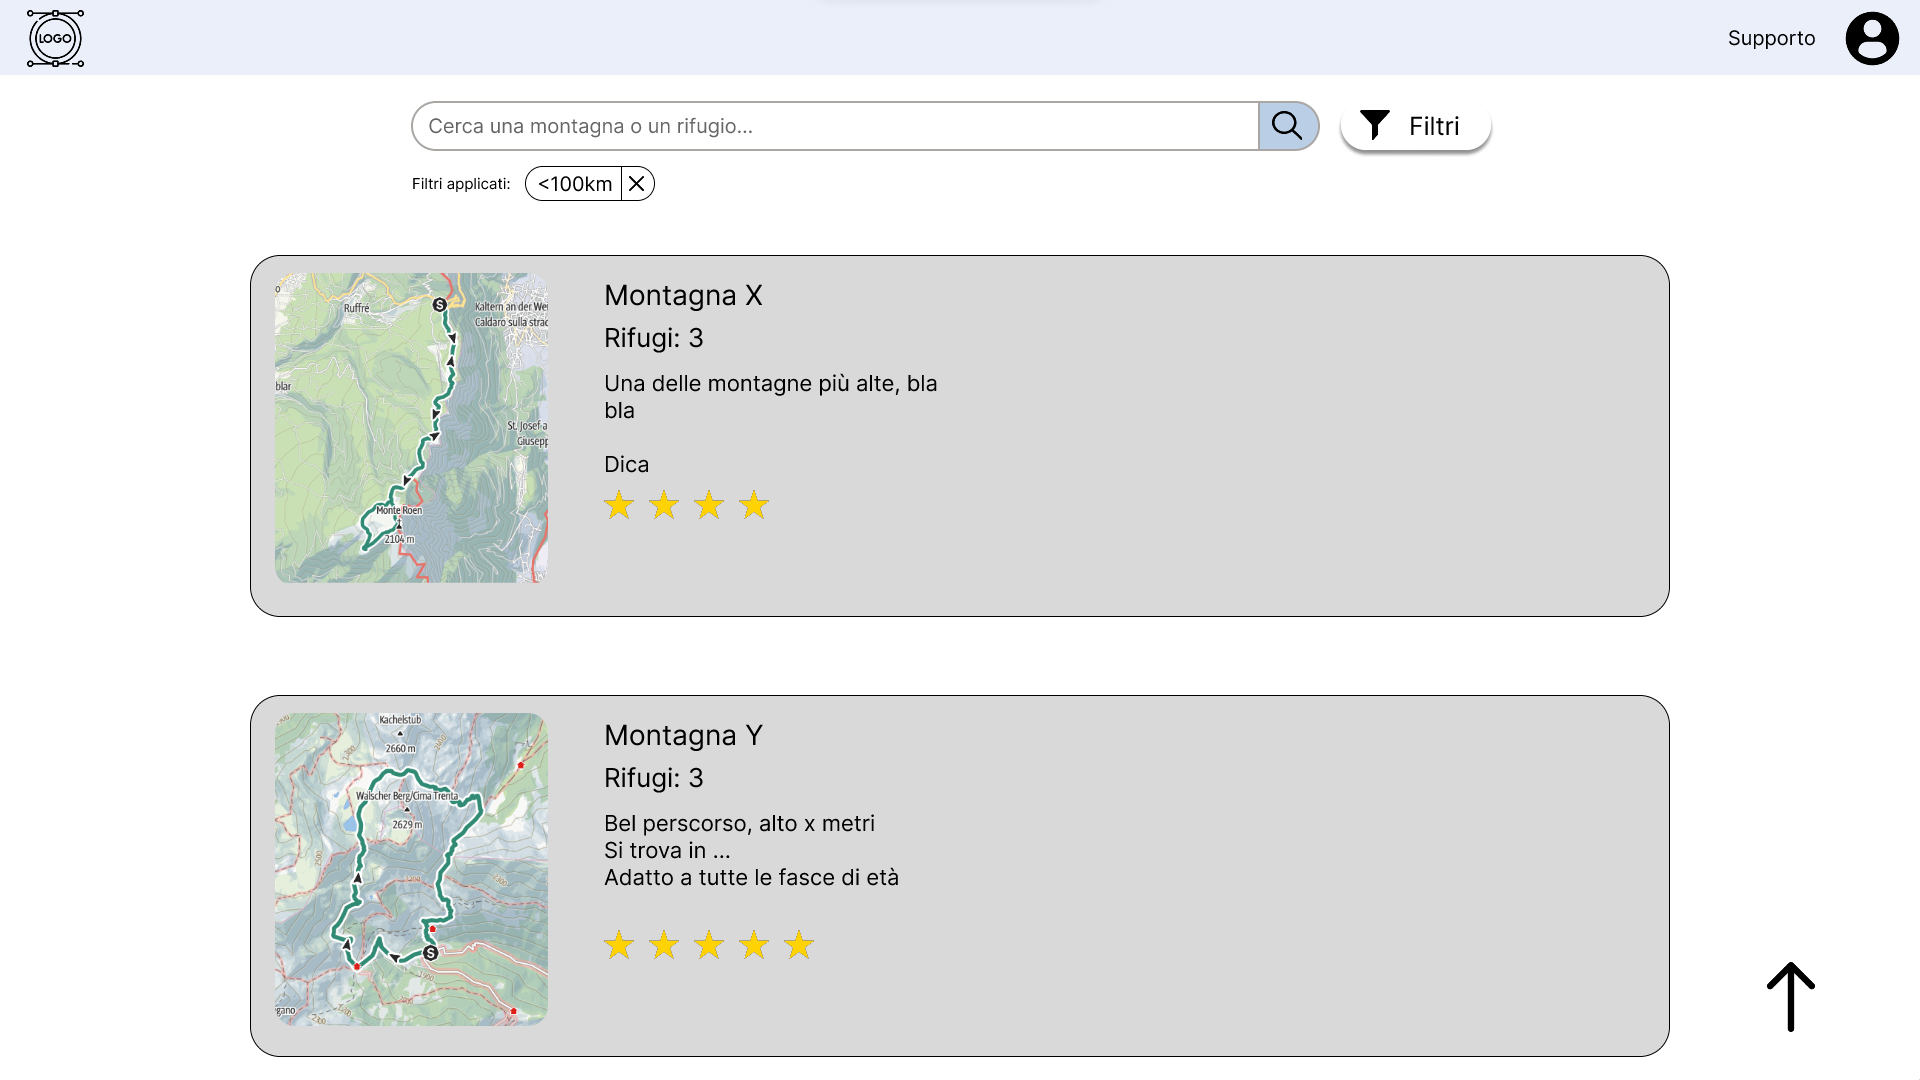 LOGO
Supporto
Cerca una montagna o un rifugio...
Filtri
Filtri applicati:
<100km
Montagna X
Rifugi: 3
Una delle montagne più alte, bla
bla
Dica
Ruffré
Kaltern an der We
Caldaro sulla strad
blar
St. Josef a
Giusepp
Monte Roen
2104 m
S
Montagna Y
Rifugi: 3
Bel perscorso, alto x metri
Si trova in ...
Adatto a tutte le fasce di età
Kachelstub
2660 m
Walscher Berg/Cima Trenta
2629 m
S
egano